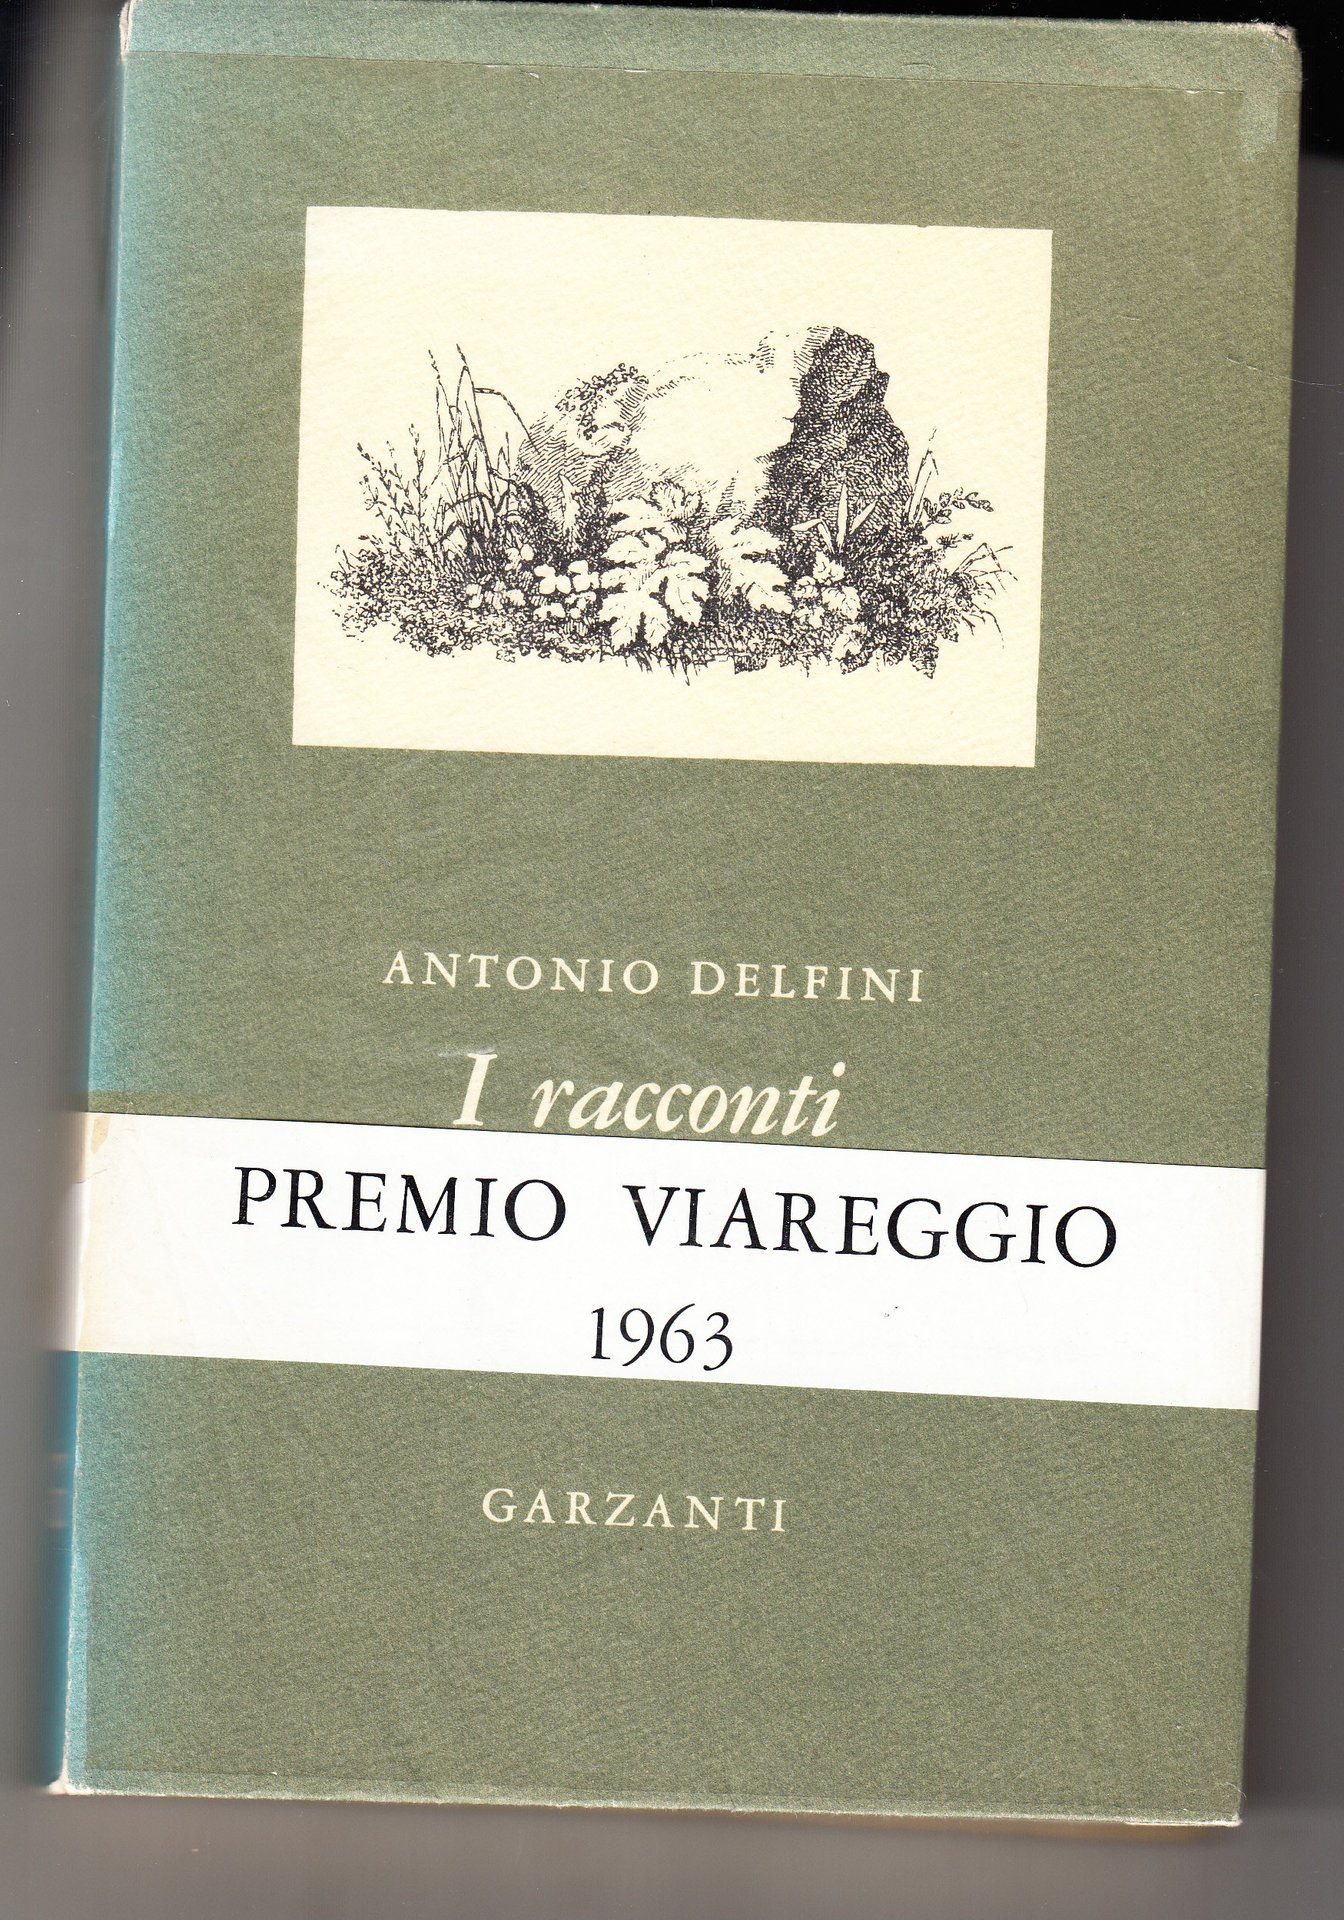 ANTONIO DELFINI
I racconti
PREMIO VIAREGGIO
1963
GARZANTI